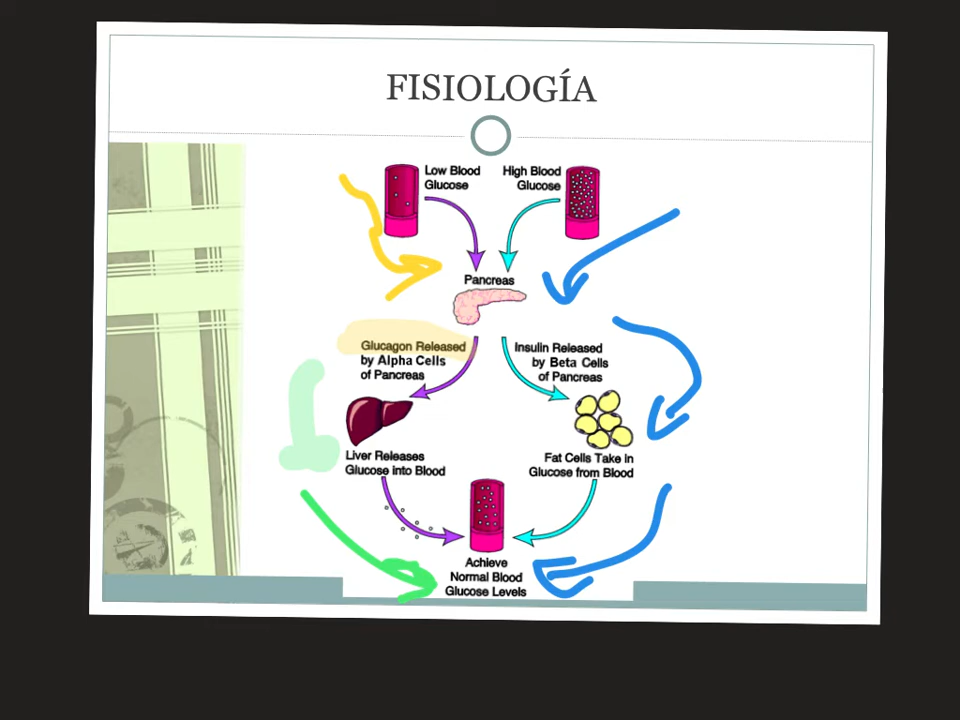 FISIOLOGÍA
Low Blood
Glucose
High Blood
Glucose
Pancreas
Glucagon Released
by Alpha Cells
of Pancreas
Insulin Released
by Beta Cells
of Pancreas
Liver Releases
Glucose into Blood
Fat Cells Take in
Glucose from Blood
Achieve
Normal Blood
Glucose Levels